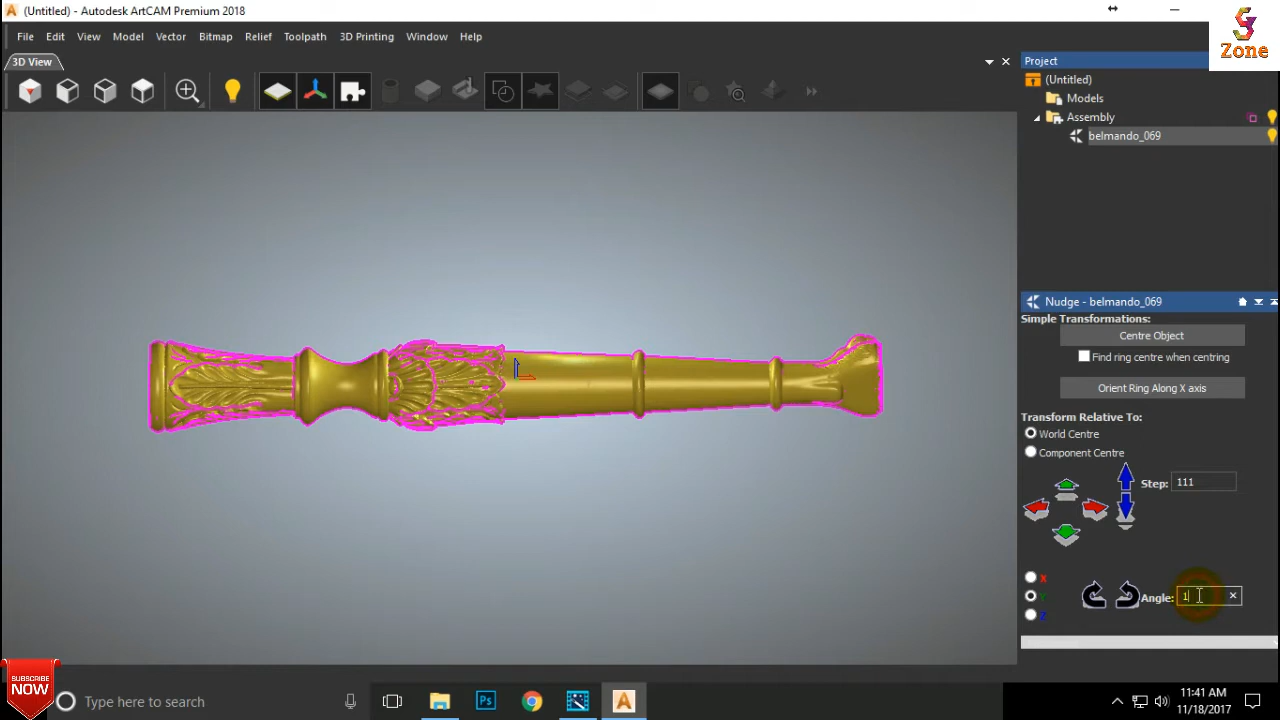 (Untitled) - Autodesk ArtCAM Premium 2018
Zone
File Edit View Model Vector Bitmap Relief Toolpath 3D Printing Window Help
3D View
Project
(Untitled)
Models
Assembly
belmando_069
Nudge - belmando_069
Simple Transformations:
Centre Object
Find ring centre when centring
Orient Ring Along X axis
Transform Relative To:
World Centre
Component Centre
Step: 111
X
Y
Angle: 1
Z
SUBSCRIBE
NOW
Type here to search
Ps
A
11:41 AM
11/18/2017